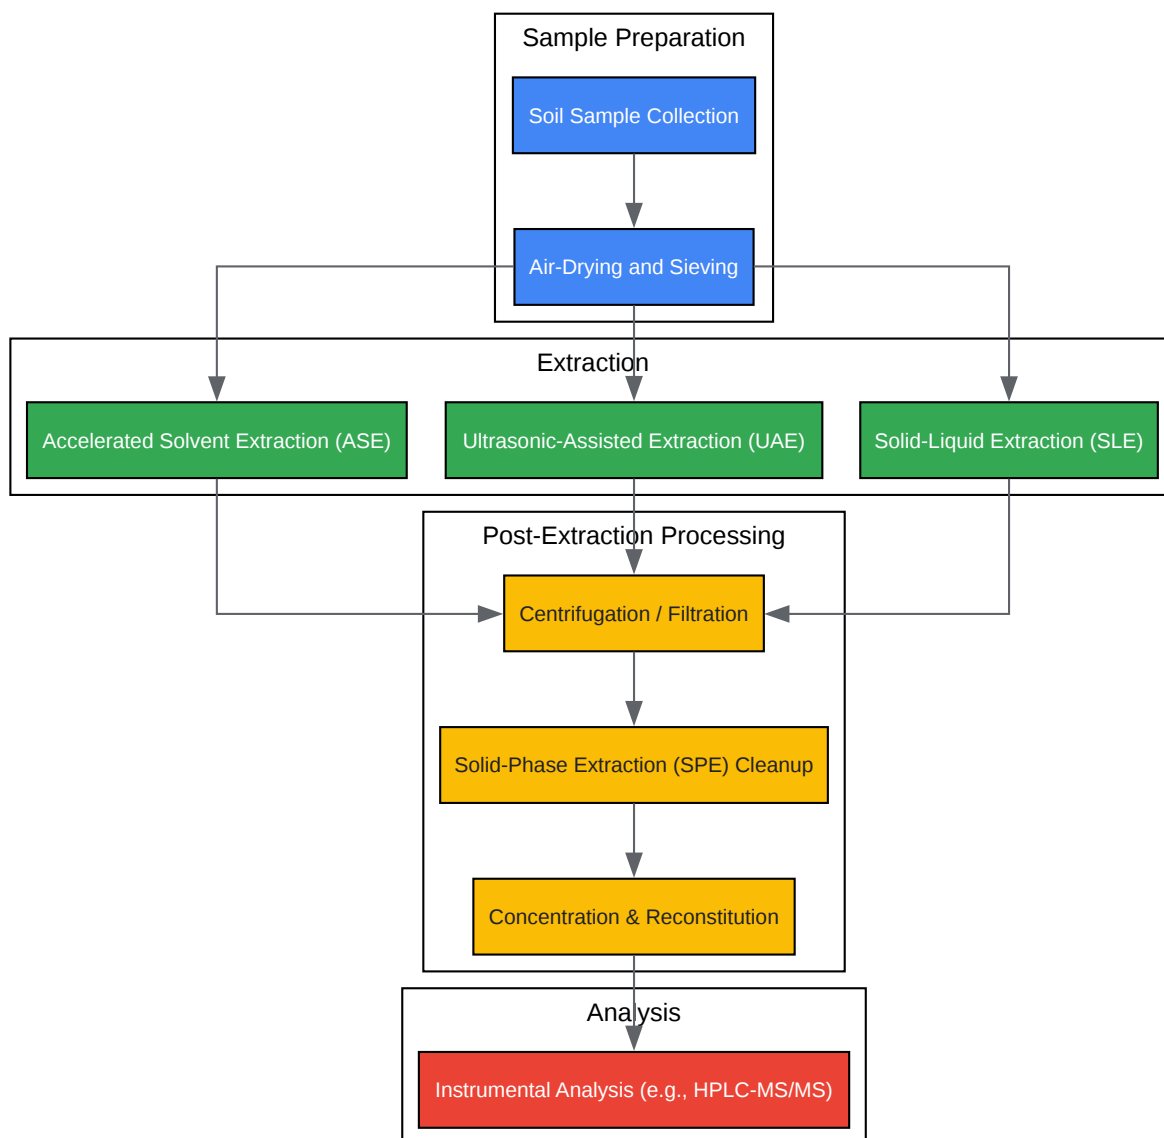 Sample Preparation
Soil Sample Collection
Air-Drying and Sieving
Extraction
Accelerated Solvent Extraction (ASE)
Ultrasonic-Assisted Extraction (UAE)
Solid-Liquid Extraction (SLE)
Post-Extraction Processing
Centrifugation / Filtration
Solid-Phase Extraction (SPE) Cleanup
Concentration & Reconstitution
Analysis
Instrumental Analysis (e.g., HPLC-MS/MS)